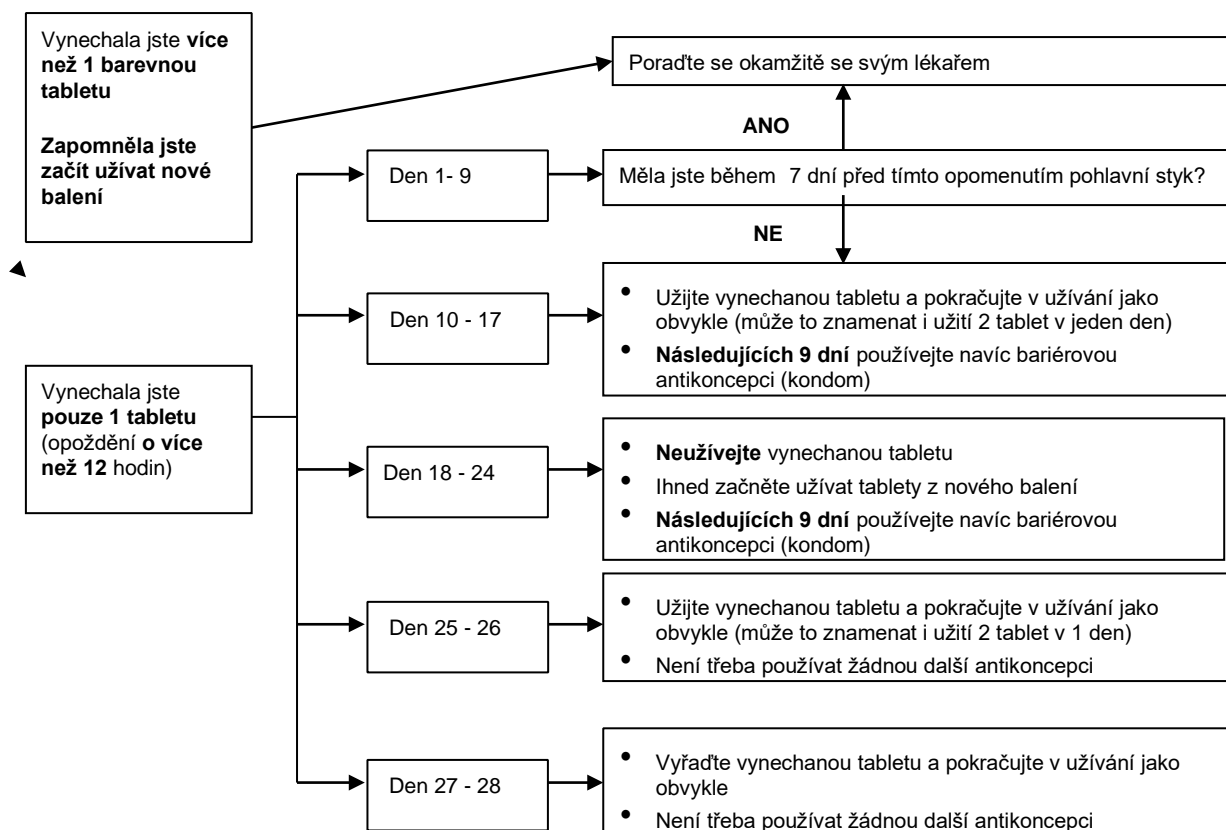 Vynechala jste více
než 1 barevnou
tabletu
Zapomněla jste
začít užívat nové
balení
Poraďte se okamžitě se svým lékařem
ANO
Den 1- 9
Měla jste během 7 dní před tímto opomenutím pohlavní styk?
NE
Den 10 - 17
• Užijte vynechanou tabletu a pokračujte v užívání jako
obvykle (může to znamenat i užití 2 tablet v jeden den)
• Následujících 9 dní používejte navíc bariérovou
antikoncepci (kondom)
Vynechala jste
pouze 1 tabletu
(opoždění o více
než 12 hodin)
Den 18 - 24
• Neužívejte vynechanou tabletu
• Ihned začněte užívat tablety z nového balení
• Následujících 9 dní používejte navíc bariérovou
antikoncepci (kondom)
Den 25 - 26
• Užijte vynechanou tabletu a pokračujte v užívání jako
obvykle (může to znamenat i užití 2 tablet v 1 den)
• Není třeba používat žádnou další antikoncepci
Den 27 - 28
• Vyřaďte vynechanou tabletu a pokračujte v užívání jako
obvykle
• Není třeba používat žádnou další antikoncepci